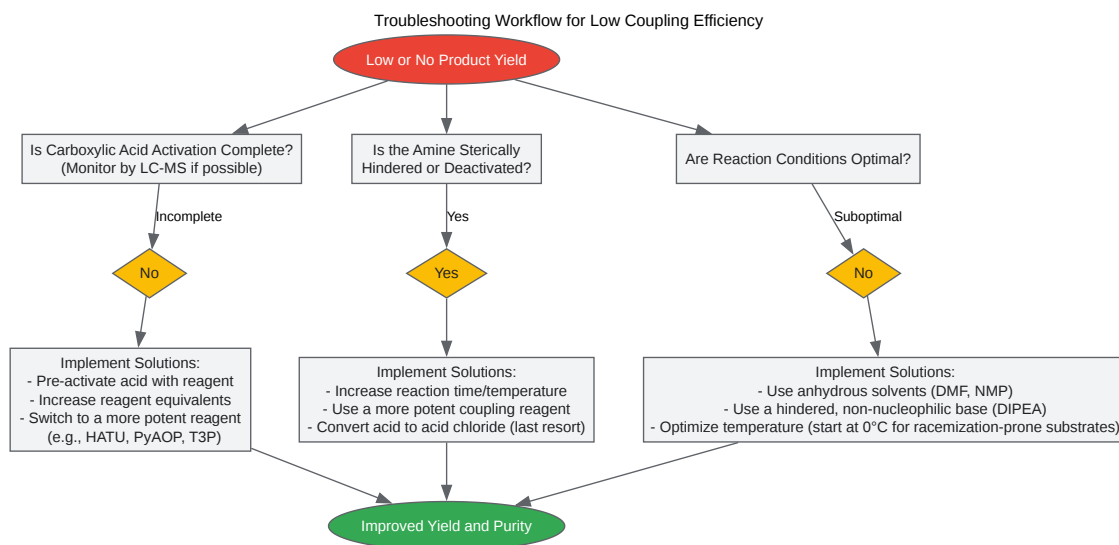 Troubleshooting Workflow for Low Coupling Efficiency
Low or No Product Yield
Is Carboxylic Acid Activation Complete?
(Monitor by LC-MS if possible)
Is the Amine Sterically
Hindered or Deactivated?
Are Reaction Conditions Optimal?
Incomplete
Yes
Suboptimal
No
Yes
No
Implement Solutions:
- Pre-activate acid with reagent
- Increase reagent equivalents
- Switch to a more potent reagent
(e.g., HATU, PyAOP, T3P)
Implement Solutions:
- Increase reaction time/temperature
- Use a more potent coupling reagent
- Convert acid to acid chloride (last resort)
Implement Solutions:
- Use anhydrous solvents (DMF, NMP)
- Use a hindered, non-nucleophilic base (DIPEA)
- Optimize temperature (start at 0°C for racemization-prone substrates)
Improved Yield and Purity